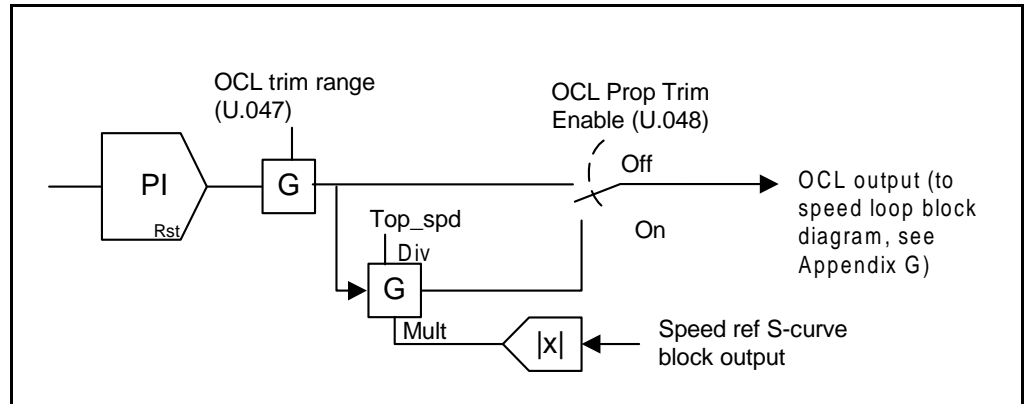 OCL trim range
(U.047)
OCL Prop Trim
Enable (U.048)
PI
Rst
G
Off
On
OCL output (to
speed loop block
diagram, see
Appendix G)
Top_spd
Div
G
Mult
|x|
Speed ref S-curve
block output